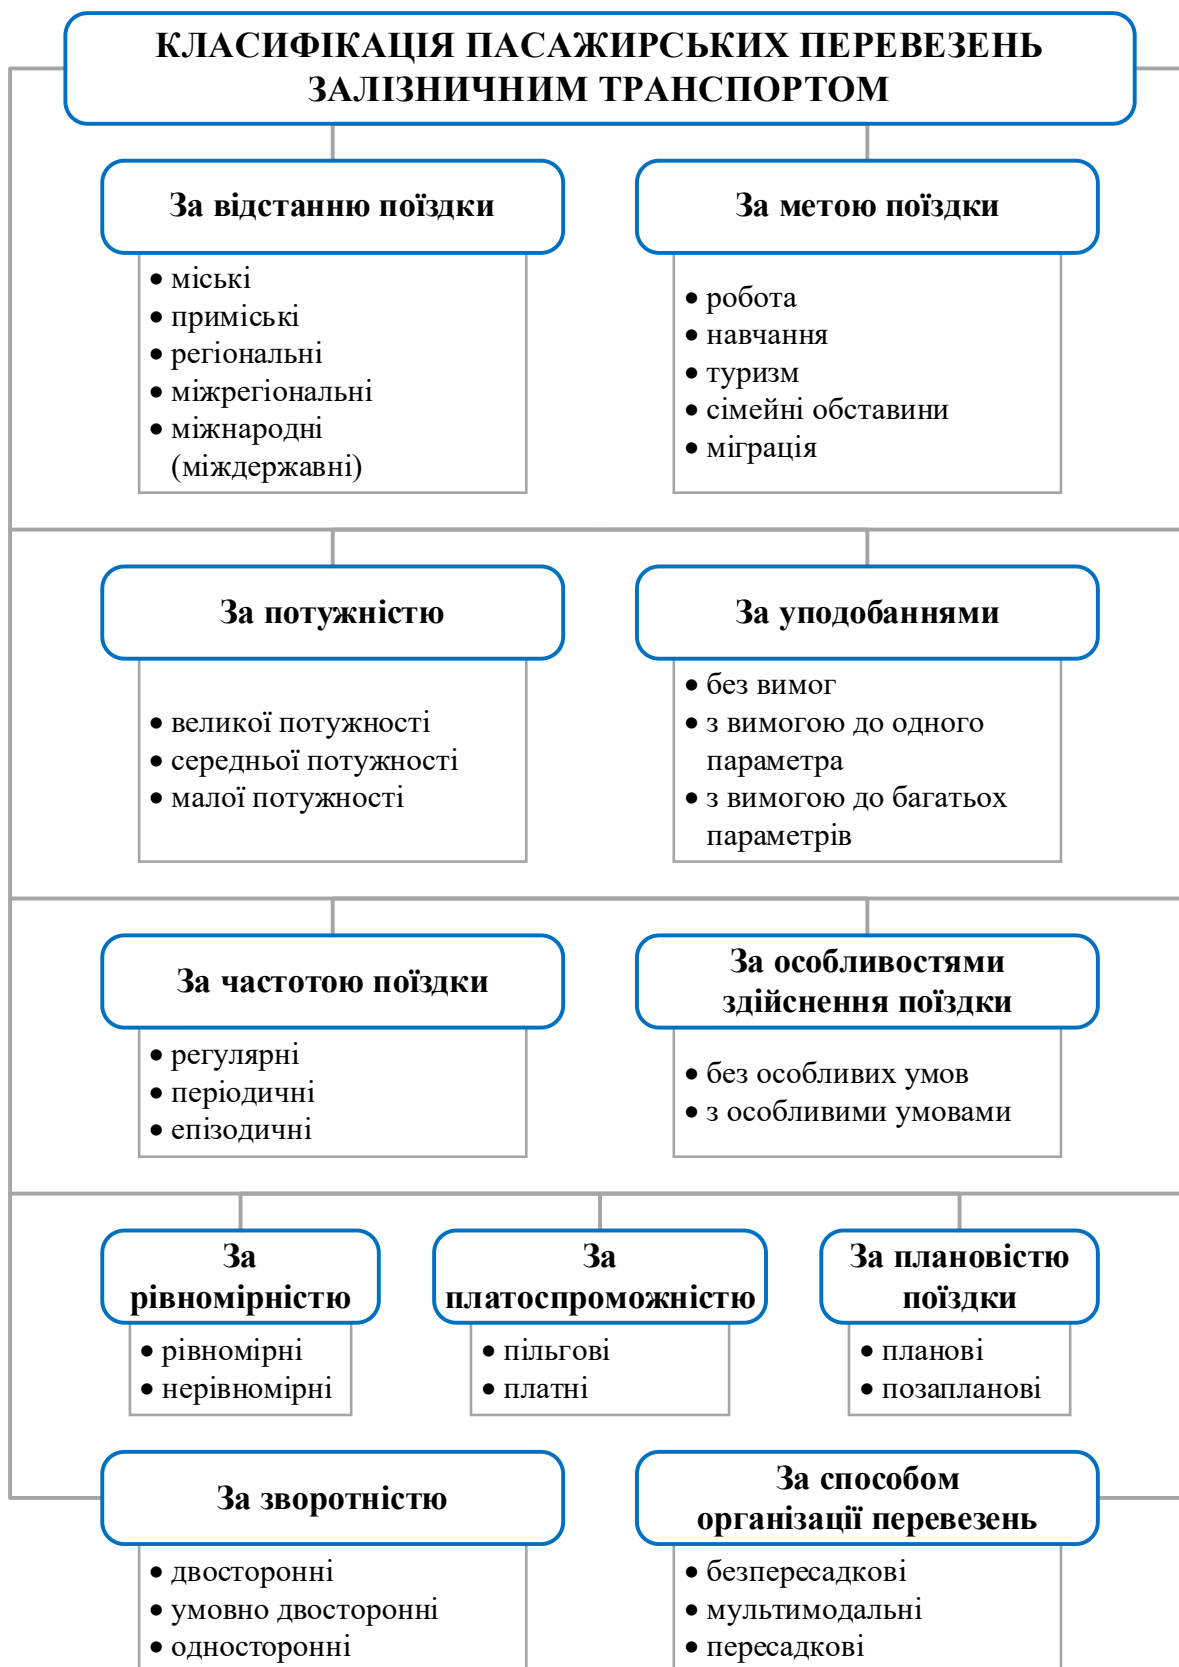 КЛАСИФІКАЦІЯ ПАСАЖИРСЬКИХ ПЕРЕВЕЗЕНЬ
ЗАЛІЗНИЧНИМ ТРАНСПОРТОМ
За відстанню поїздки
• міські
• приміські
• регіональні
• міжрегіональні
• міжнародні
(міждержавні)
За метою поїздки
• робота
• навчання
• туризм
• сімейні обставини
• міграція
За потужністю
• великої потужності
• середньої потужності
• малої потужності
За уподобаннями
• без вимог
• з вимогою до одного
параметра
• з вимогою до багатьох
параметрів
За частотою поїздки
• регулярні
• періодичні
• епізодичні
За особливостями
здійснення поїздки
• без особливих умов
• з особливими умовами
За
рівномірністю
• рівномірні
• нерівномірні
За
платоспроможністю
• пільгові
• платні
За плановістю
поїздки
• планові
• позапланові
За зворотністю
• двосторонні
• умовно двосторонні
• односторонні
За способом
організації перевезень
• безпересадкові
• мультимодальні
• пересадкові